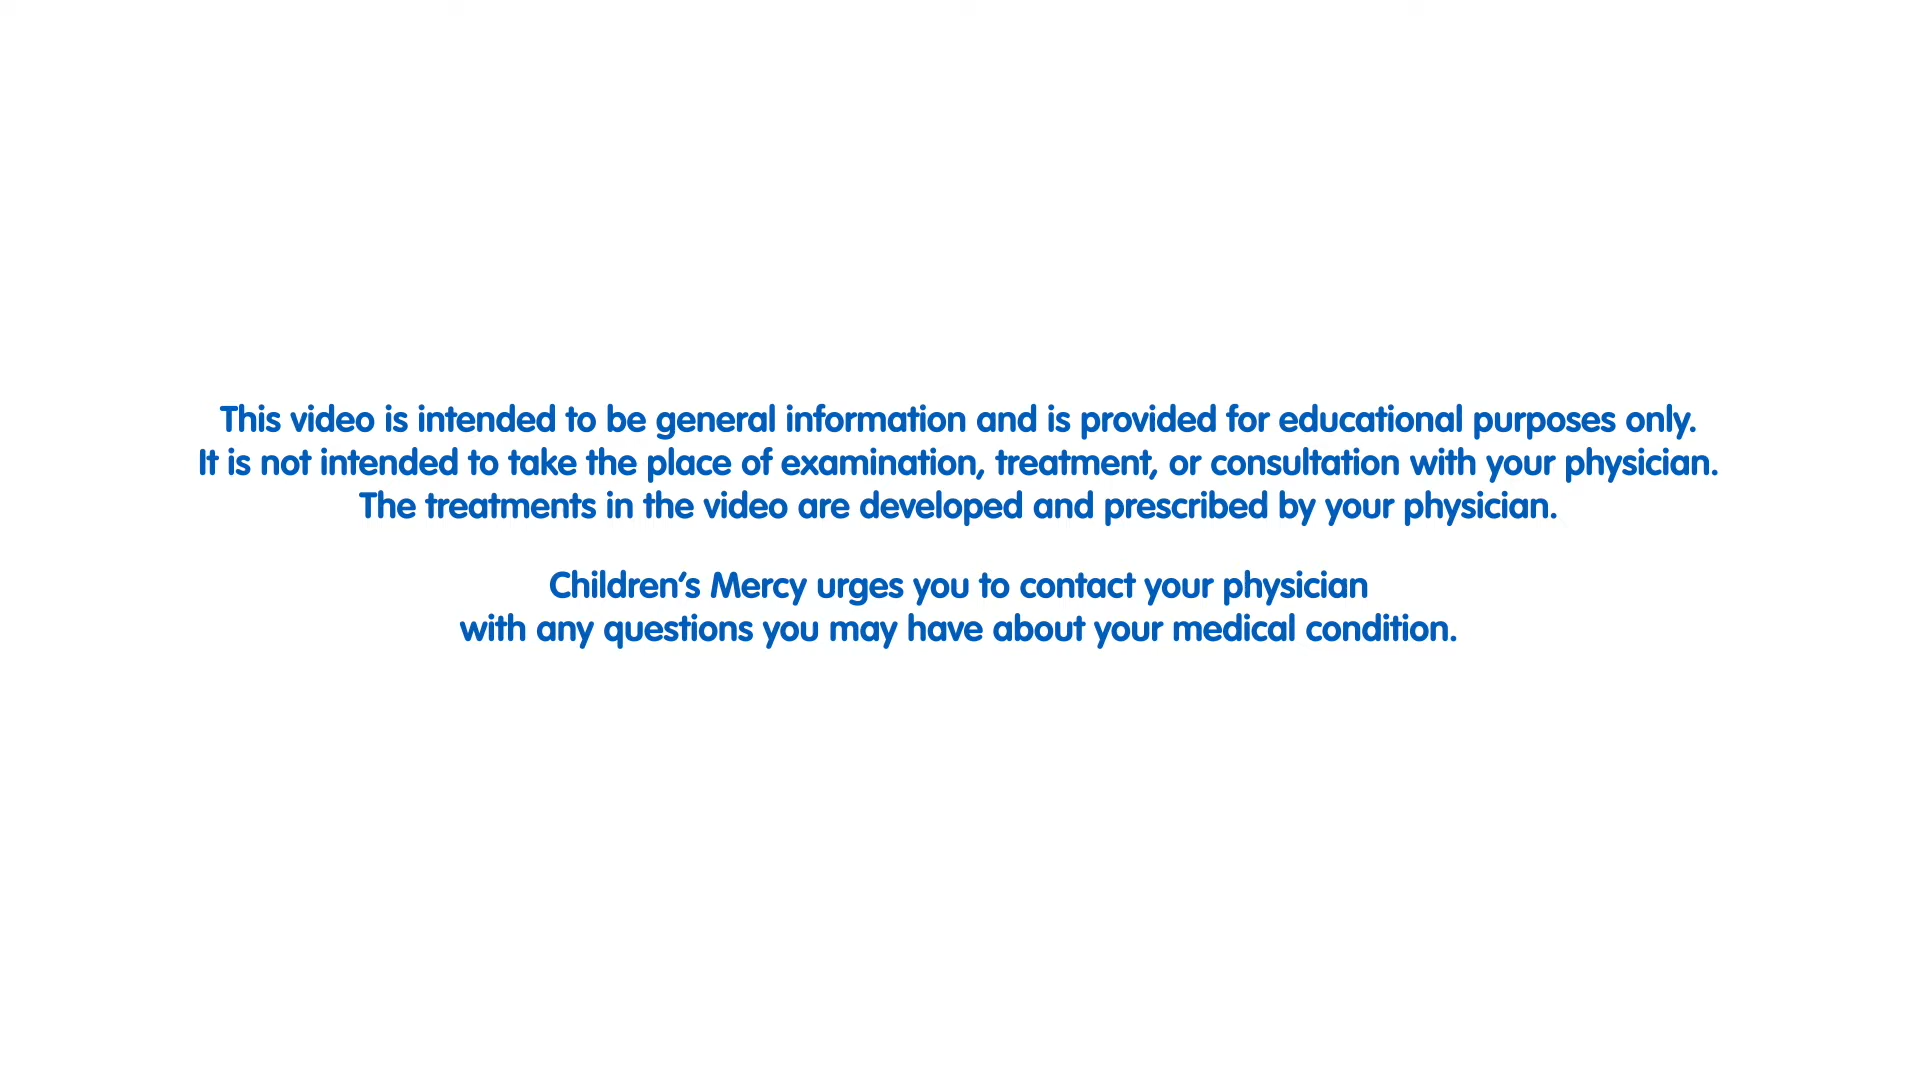 This video is intended to be general information and is provided for educational purposes only.
It is not intended to take the place of examination, treatment, or consultation with your physician.
The treatments in the video are developed and prescribed by your physician.
Children’s Mercy urges you to contact your physician
with any questions you may have about your medical condition.